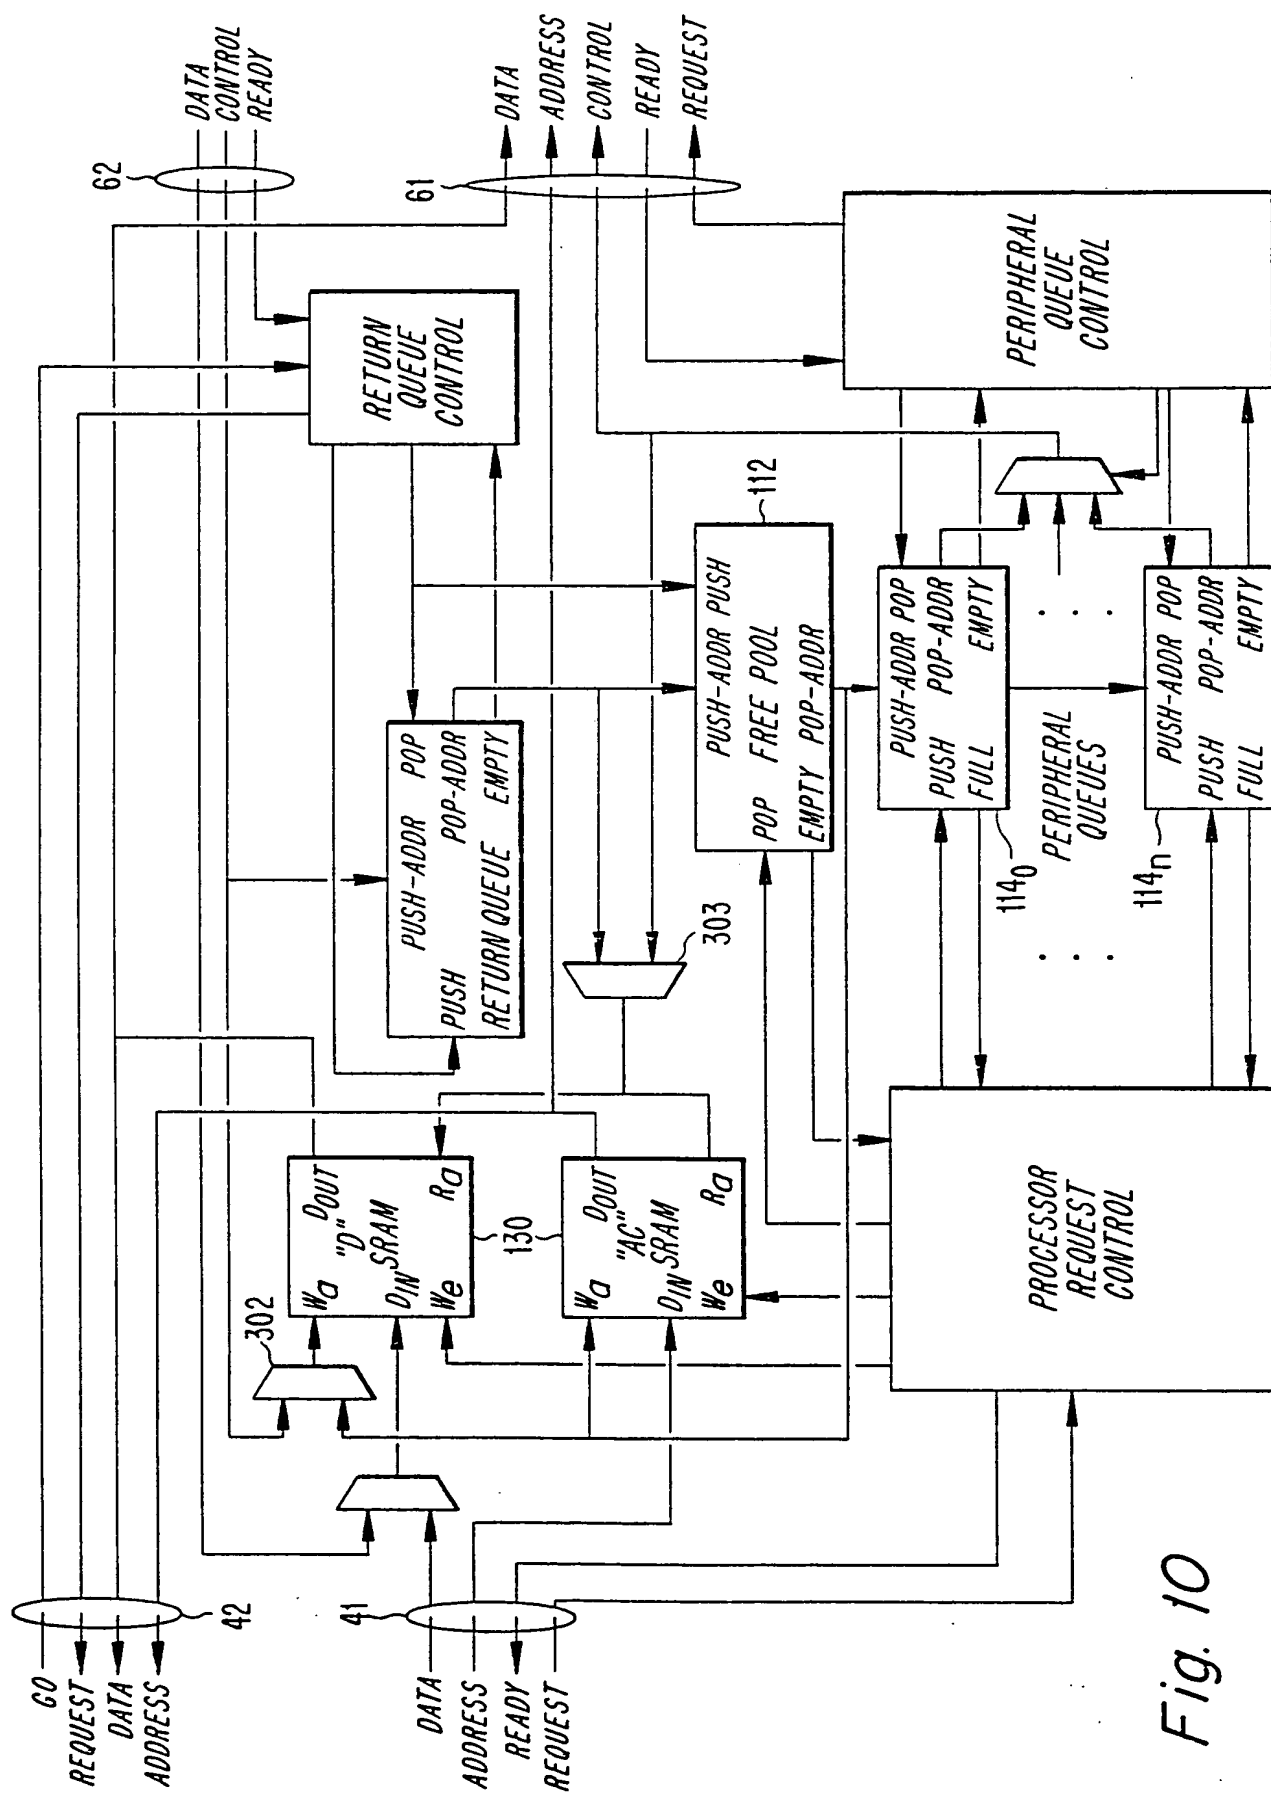 GO
REQUEST
DATA
ADDRESS
42
DATA
ADDRESS
READY
REQUEST
41
302
Wa
DOUT
"D"
DIN
SRAM
We
Ra
130
Wa
DOUT
"AC"
DIN
SRAM
We
Ra
303
PROCESSOR
REQUEST
CONTROL
PUSH-ADDR
POP
PUSH
POP-ADDR
RETURN QUEUE
EMPTY
RETURN
QUEUE
CONTROL
62
DATA
CONTROL
READY
61
DATA
ADDRESS
CONTROL
READY
REQUEST
112
PUSH-ADDR PUSH
POP
FREE POOL
EMPTY POP-ADDR
PUSH-ADDR POP
PUSH
POP-ADDR
FULL
EMPTY
1140
PERIPHERAL
QUEUES
114n
PUSH-ADDR POP
PUSH
POP-ADDR
FULL
EMPTY
PERIPHERAL
QUEUE
CONTROL
Fig. 10